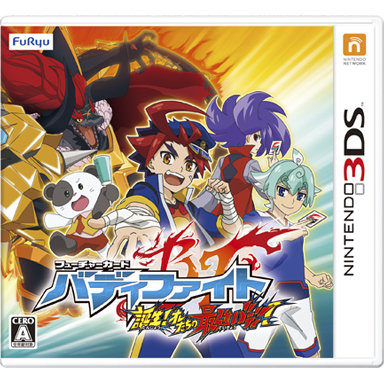 FuRyu
NINTENDO
NETWORK
NINTENDO 3DS
フューチャーカード
バディファイト
誕生!オレたちの最強バディ!
CERO
A